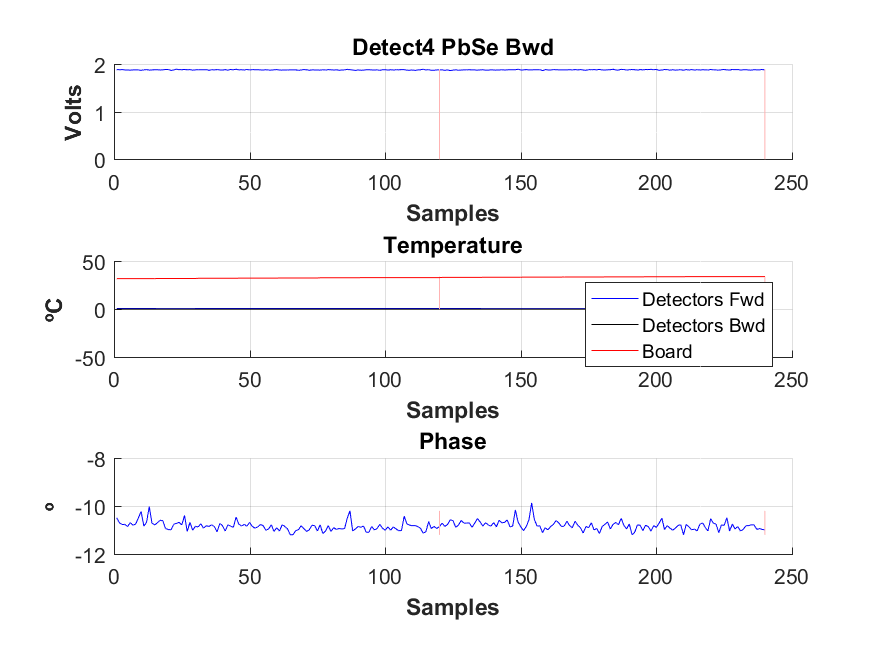 Detect4 PbSe Bwd
2
1
0
Volts
0 50 100 150 200 250
Samples
Temperature
50
0
-50
ºC
Detectors Fwd
Detectors Bwd
Board
0 50 100 150 200 250
Samples
Phase
-8
-10
-12
º
0 50 100 150 200 250
Samples